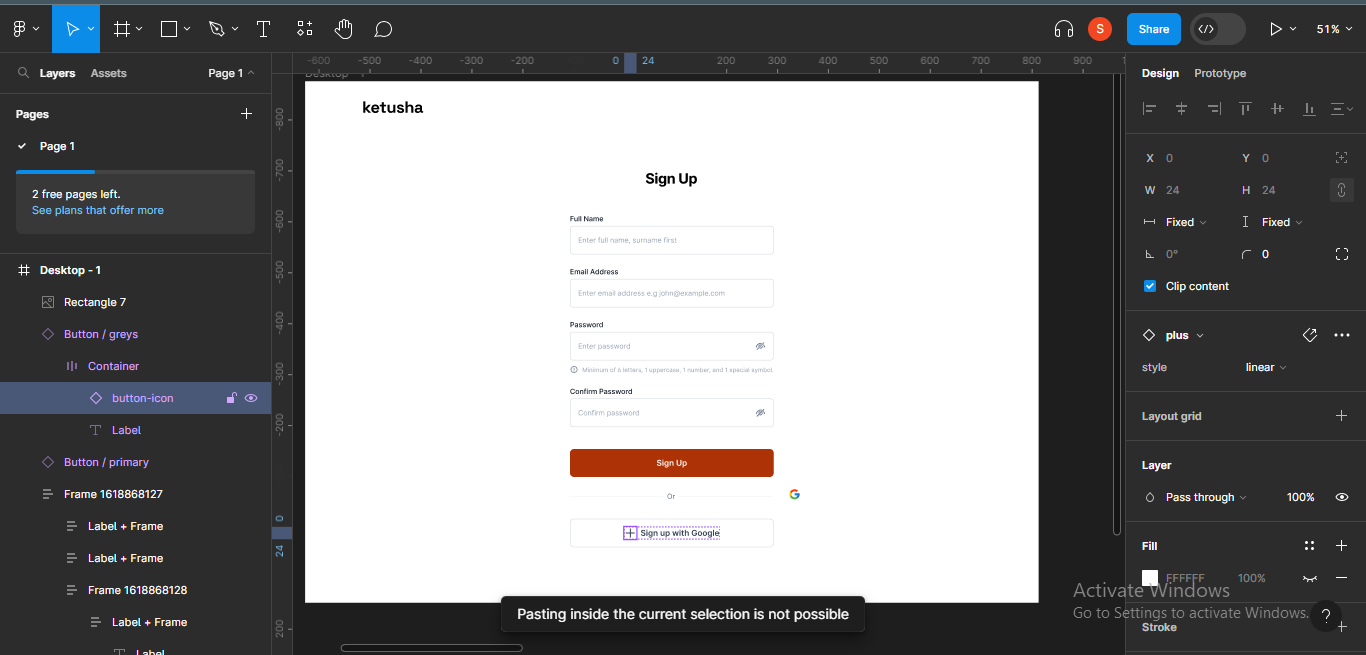 S
Share
51%
Layers
Assets
Page 1
Pages
Page 1
2 free pages left.
See plans that offer more
Desktop - 1
Rectangle 7
Button / greys
Container
button-icon
Label
Button / primary
Frame 1618868127
Label + Frame
Label + Frame
Frame 1618868128
Label + Frame
Label
-600
-500
-400
-300
-200
0
24
200
300
400
500
600
700
800
900
-800
-700
-600
-500
-400
-300
-200
0
24
200
Desktop - 1
ketusha
Sign Up
Full Name
Enter full name, surname first
Email Address
Enter email address e.g john@example.com
Password
Enter password
Minimum of 6 letters, 1 uppercase, 1 number, and 1 special symbol.
Confirm Password
Confirm password
Sign Up
Or
G
Sign up with Google
Pasting inside the current selection is not possible
Design
Prototype
X 0
Y 0
W 24
H 24
Fixed
Fixed
0°
0
Clip content
plus
style
linear
Layout grid
Layer
Pass through
100%
Fill
FFFFFF
100%
Activate Windows
Go to Settings to activate Windows.
Stroke
?